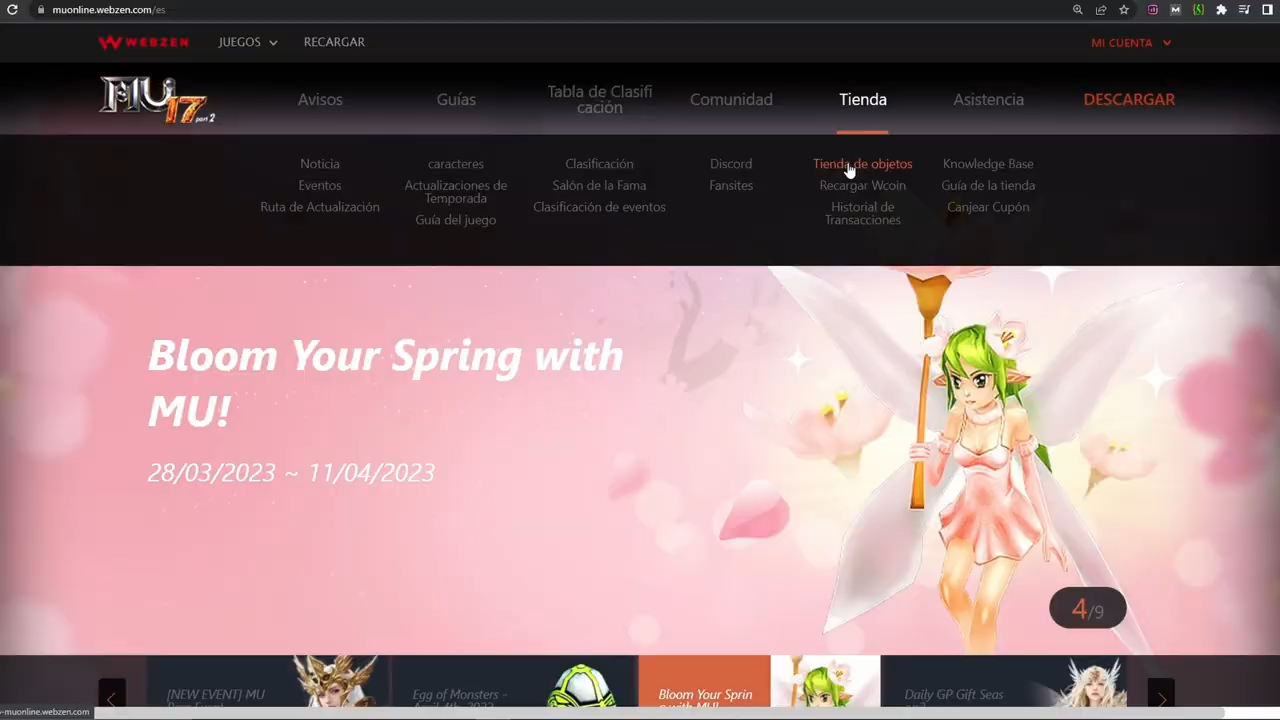 muonline.webzen.com/es
WEBZEN
JUEGOS
RECARGAR
MI CUENTA
MU
17
part 2
Avisos
Guías
Tabla de Clasifi
cación
Comunidad
Tienda
Asistencia
DESCARGAR
Noticia
Eventos
Ruta de Actualización
caracteres
Actualizaciones de
Temporada
Guía del juego
Clasificación
Salón de la Fama
Clasificación de eventos
Discord
Fansites
Tienda de objetos
Recargar Wcoin
Historial de
Transacciones
Knowledge Base
Guía de la tienda
Canjear Cupón
Bloom Your Spring with
MU!
28/03/2023 ~ 11/04/2023
4/9
[NEW EVENT] MU
Egg of Monsters -
Bloom Your Sprin
g with MU!
Daily GP Gift Seas
-muonline.webzen.com